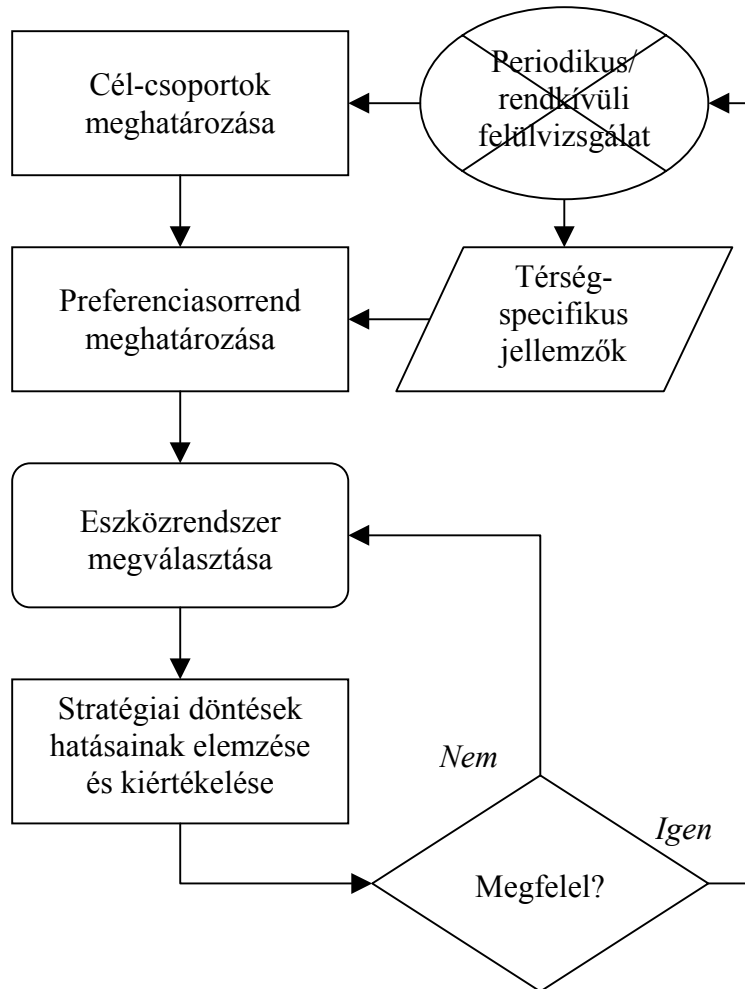 Cél-csoportok
meghatározása
Periodikus/
rendkívüli
felülvizsgálat
Preferenciasorrend
meghatározása
Térség-
specifikus
jellemzők
Eszközrendszer
megválasztása
Stratégiai döntések
hatásainak elemzése
és kiértékelése
Nem
Igen
Megfelel?